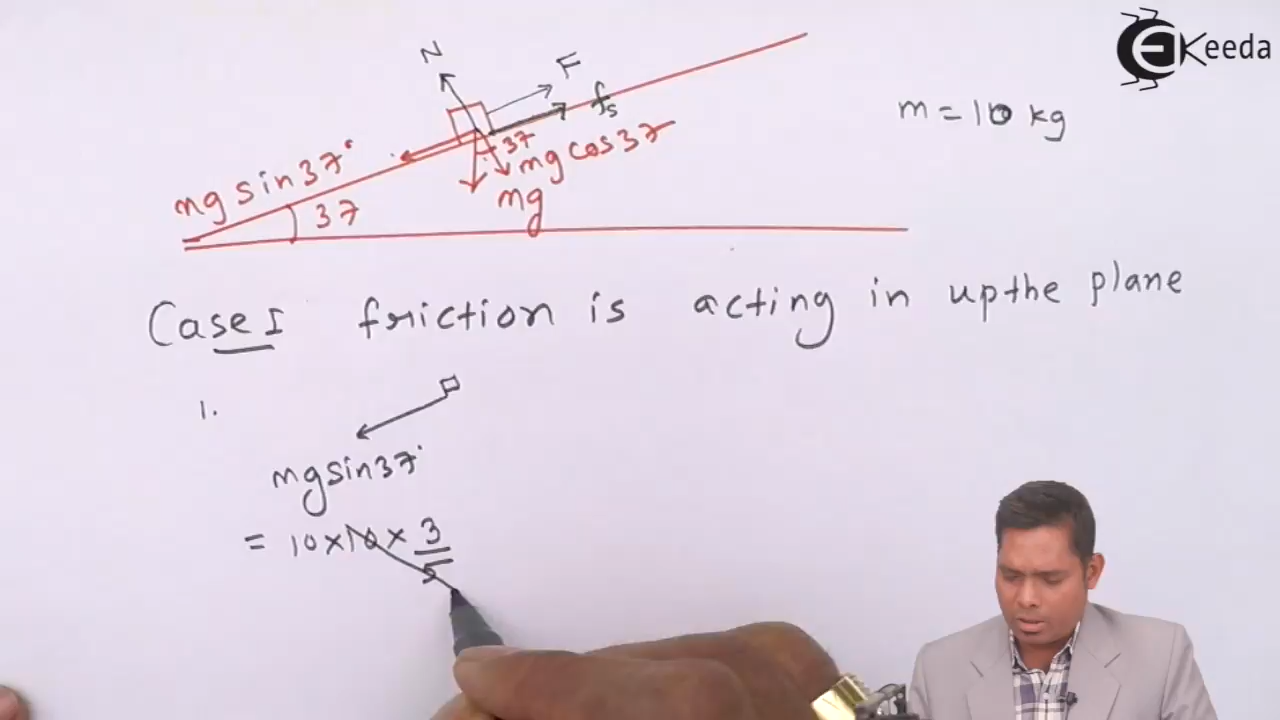 EKeeda
N
F
fs
m = 10 kg
37
mg cos 37
mg sin 37°
mg
37
Case I friction is acting in up the plane
1.
mg sin 37°
= 10 × 10 × 3/5